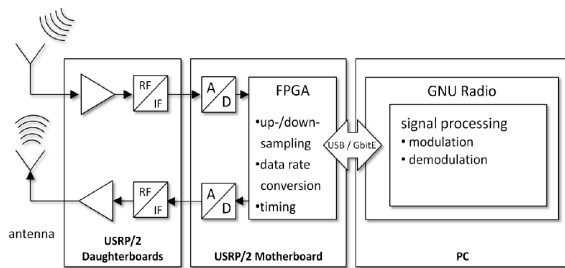 RF
IF
A
D
FPGA
•up-/down-
sampling
•data rate
conversion
•timing
USB / GbitE
GNU Radio
signal processing
• modulation
• demodulation
RF
IF
A
D
antenna
USRP/2
Daughterboards
USRP/2 Motherboard
PC